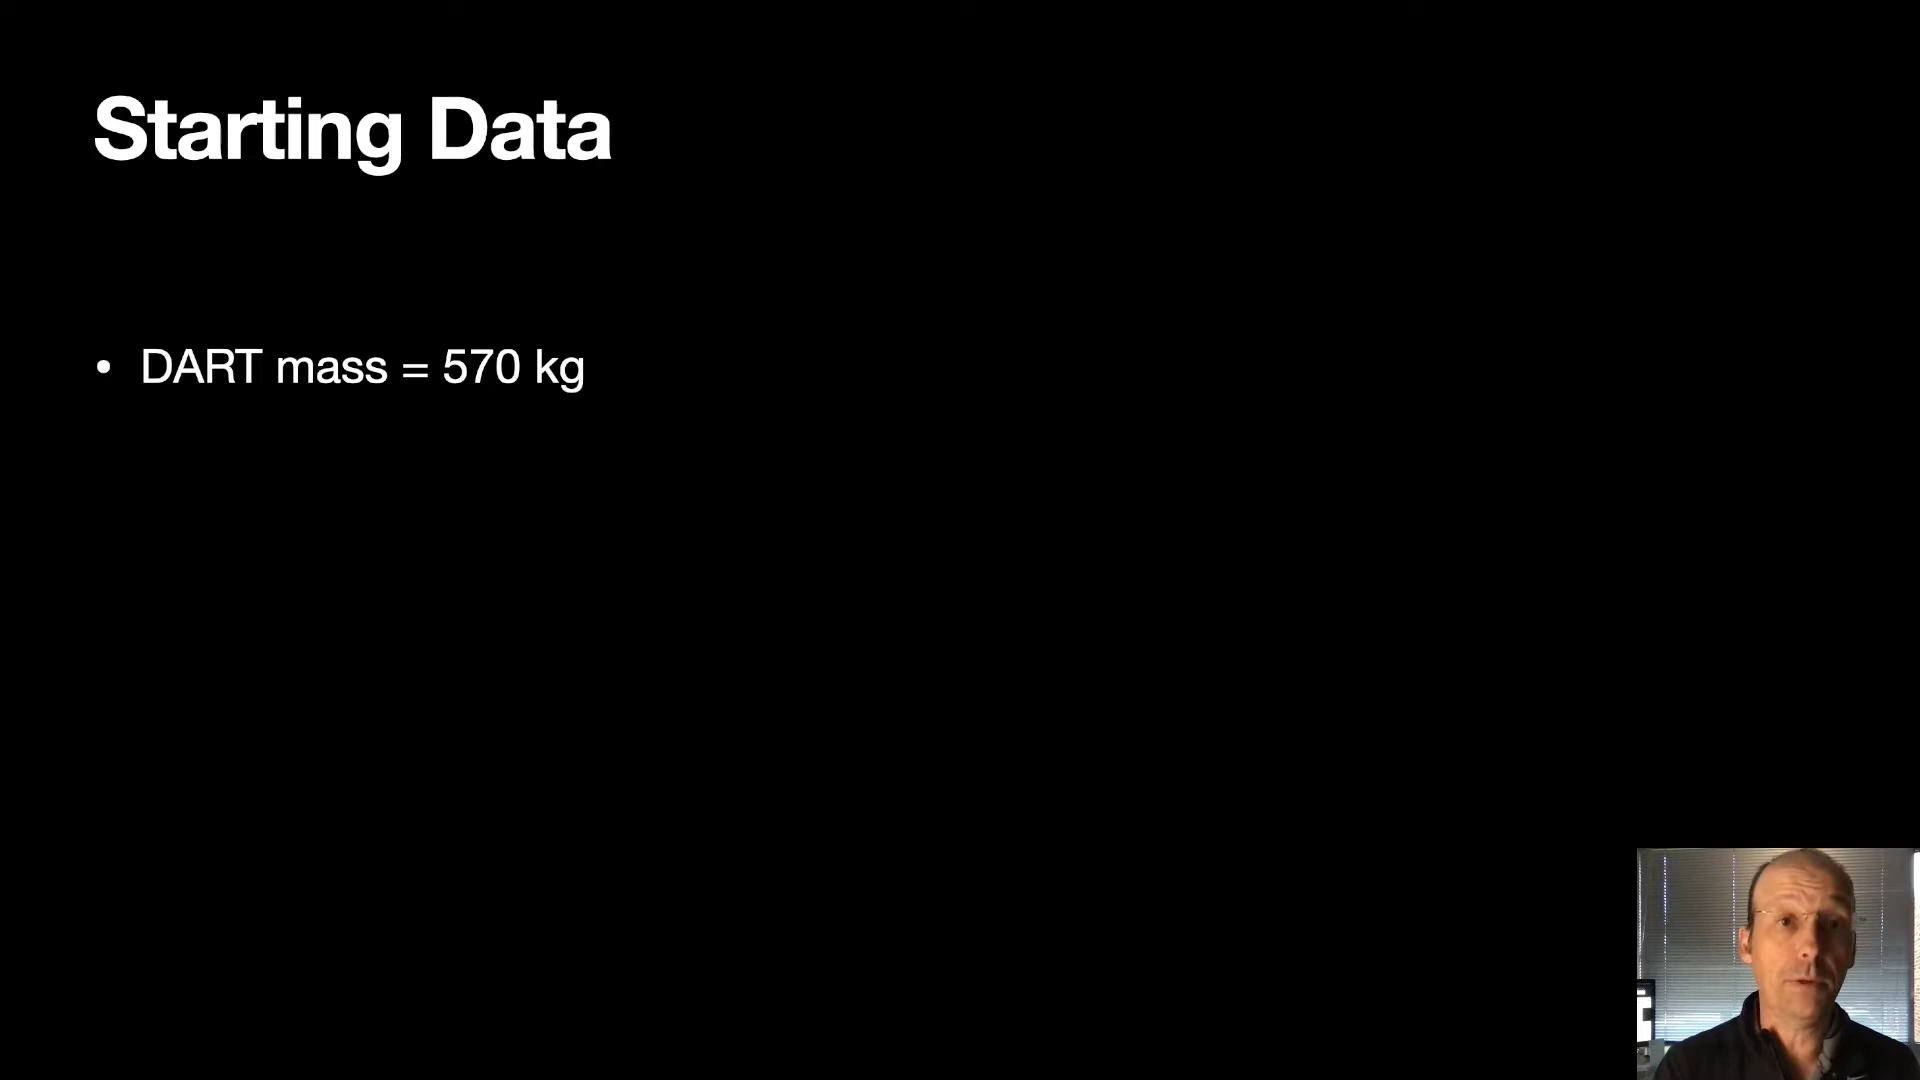 Starting Data
• DART mass = 570 kg